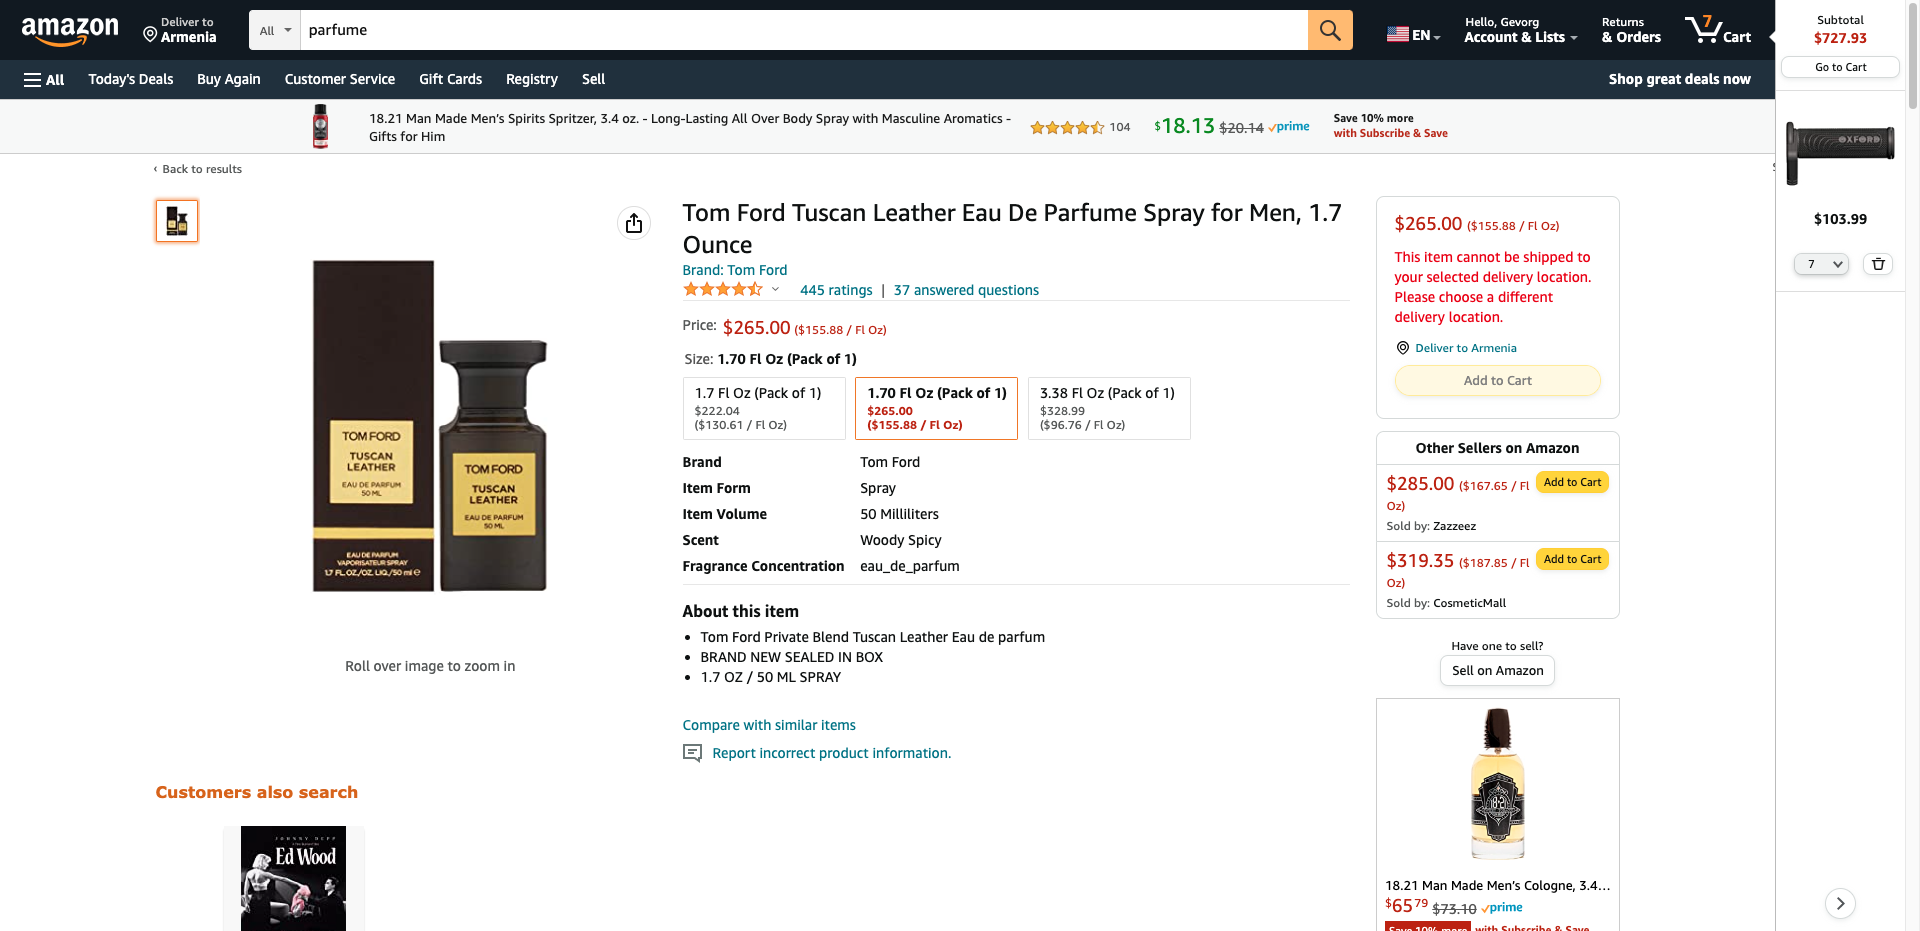 amazon
Deliver to
Armenia
All
parfume
EN
Hello, Gevorg
Account & Lists
Returns
& Orders
7
Cart
Subtotal
$727.93
Go to Cart
All
Today's Deals
Buy Again
Customer Service
Gift Cards
Registry
Sell
Shop great deals now
18.21 Man Made Men's Spirits Spritzer, 3.4 oz. - Long-Lasting All Over Body Spray with Masculine Aromatics -
Gifts for Him
104
$18.13 $20.14 prime
Save 10% more
with Subscribe & Save
‹ Back to results
OXFORD
$103.99
7
Tom Ford Tuscan Leather Eau De Parfume Spray for Men, 1.7
Ounce
Brand: Tom Ford
445 ratings | 37 answered questions
Price: $265.00 ($155.88 / Fl Oz)
Size: 1.70 Fl Oz (Pack of 1)
1.7 Fl Oz (Pack of 1)
$222.04
($130.61 / Fl Oz)
1.70 Fl Oz (Pack of 1)
$265.00
($155.88 / Fl Oz)
3.38 Fl Oz (Pack of 1)
$328.99
($96.76 / Fl Oz)
Brand Tom Ford
Item Form Spray
Item Volume 50 Milliliters
Scent Woody Spicy
Fragrance Concentration eau_de_parfum
About this item
• Tom Ford Private Blend Tuscan Leather Eau de parfum
• BRAND NEW SEALED IN BOX
• 1.7 OZ / 50 ML SPRAY
Compare with similar items
Report incorrect product information.
TOM FORD
TUSCAN
LEATHER
EAU DE PARFUM
50 ML
EAU DE PARFUM
VAPORISATEUR SPRAY
1.7 FL.OZ./OZ. LIQ./50 ml e
TOM FORD
TUSCAN
LEATHER
EAU DE PARFUM
50 ML
Roll over image to zoom in
$265.00 ($155.88 / Fl Oz)
This item cannot be shipped to
your selected delivery location.
Please choose a different
delivery location.
Deliver to Armenia
Add to Cart
Other Sellers on Amazon
$285.00 ($167.65 / Fl
Oz)
Add to Cart
Sold by: Zazzeez
$319.35 ($187.85 / Fl
Oz)
Add to Cart
Sold by: CosmeticMall
Have one to sell?
Sell on Amazon
18.21
18.21 Man Made Men's Cologne, 3.4...
$65.79 $73.10 prime
Save 10% more with Subscribe & Save
Customers also search
JOHNNY DEPP
Ed Wood